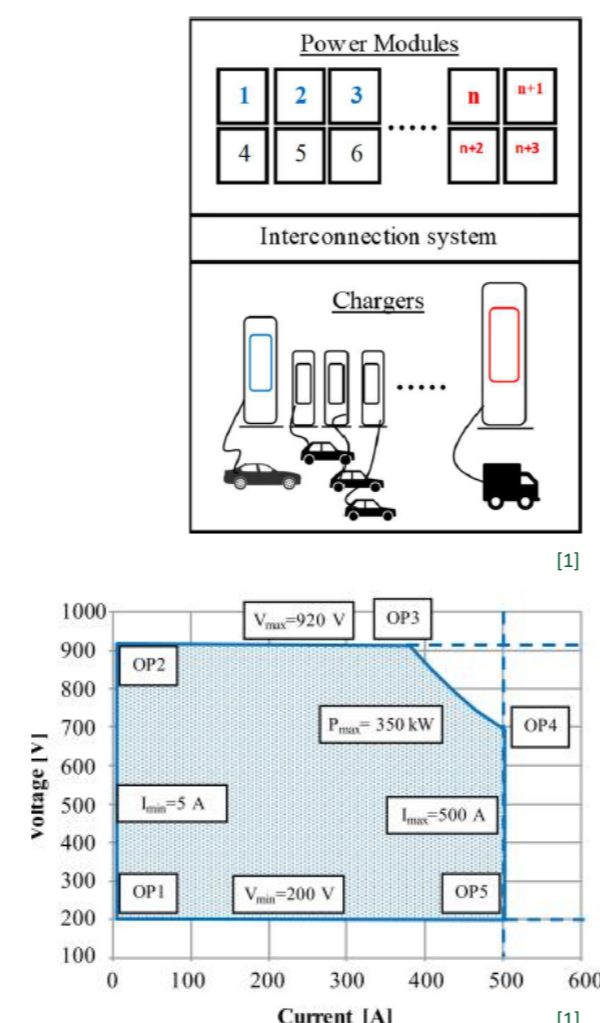 Power Modules
1 2 3 ..... n n+1
4 5 6 n+2 n+3
Interconnection system
Chargers
.....
[1]
1000
Vmax=920 V
OP3
900
OP2
800
700
Pmax= 350 kW
OP4
600
Voltage [V]
500
Imin=5 A
Imax=500 A
400
300
OP1
Vmin=200 V
OP5
200
100
0 100 200 300 400 500 600
Current [A]
[1]